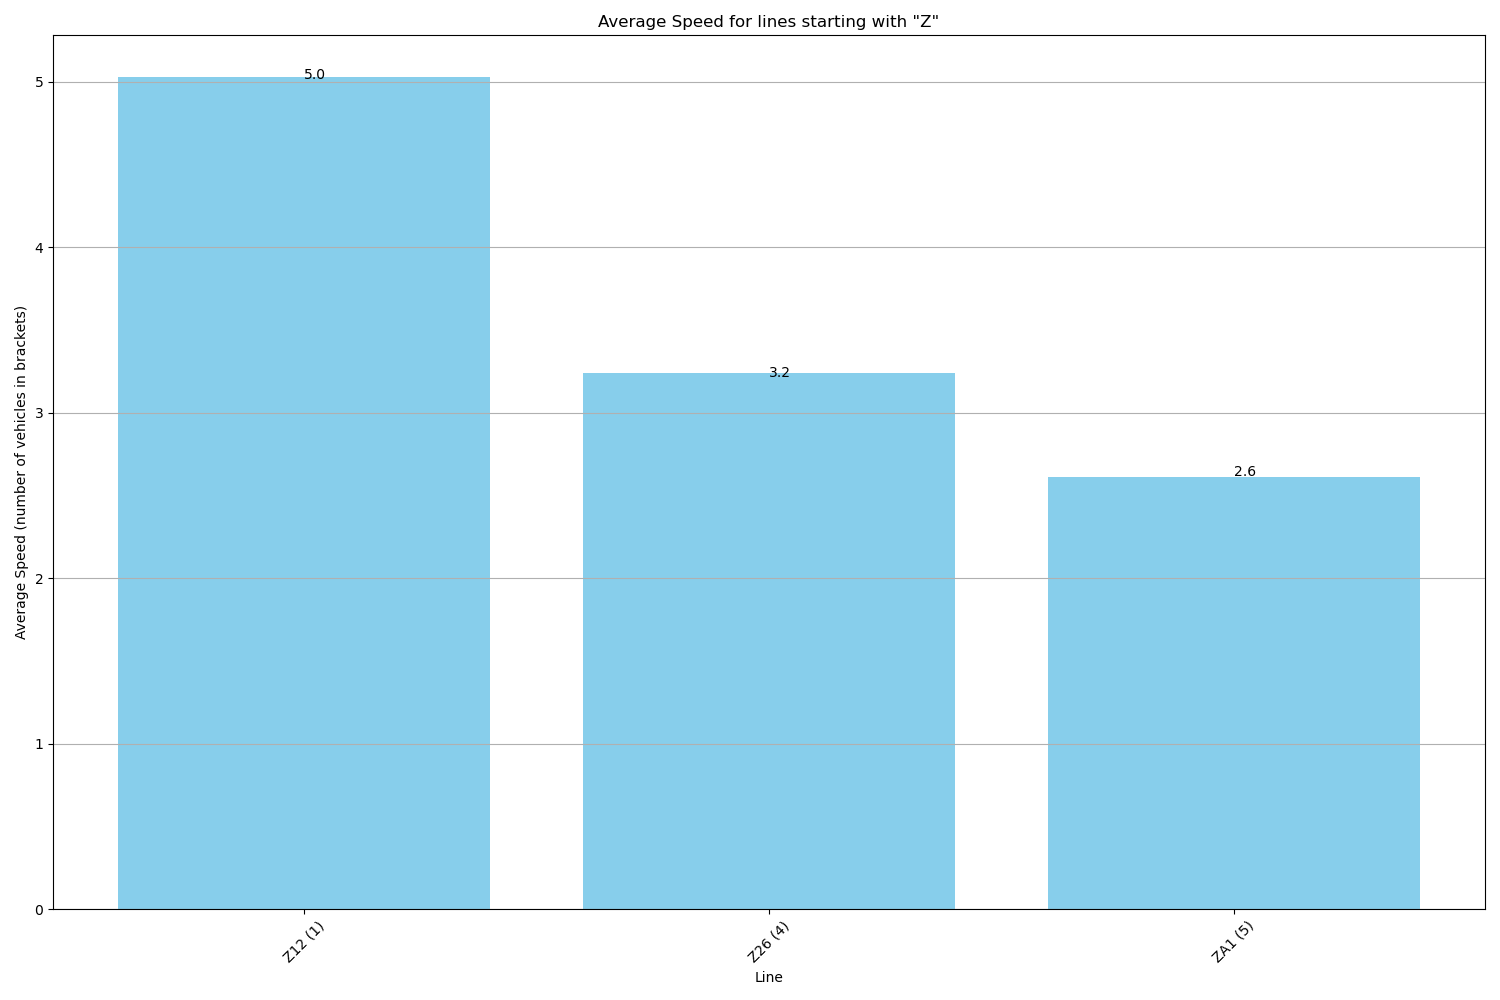 Average Speed for lines starting with "Z"
Average Speed (number of vehicles in brackets)
5
4
3
2
1
0
5.0
3.2
2.6
Z12 (1)
Z26 (4)
ZA1 (5)
Line